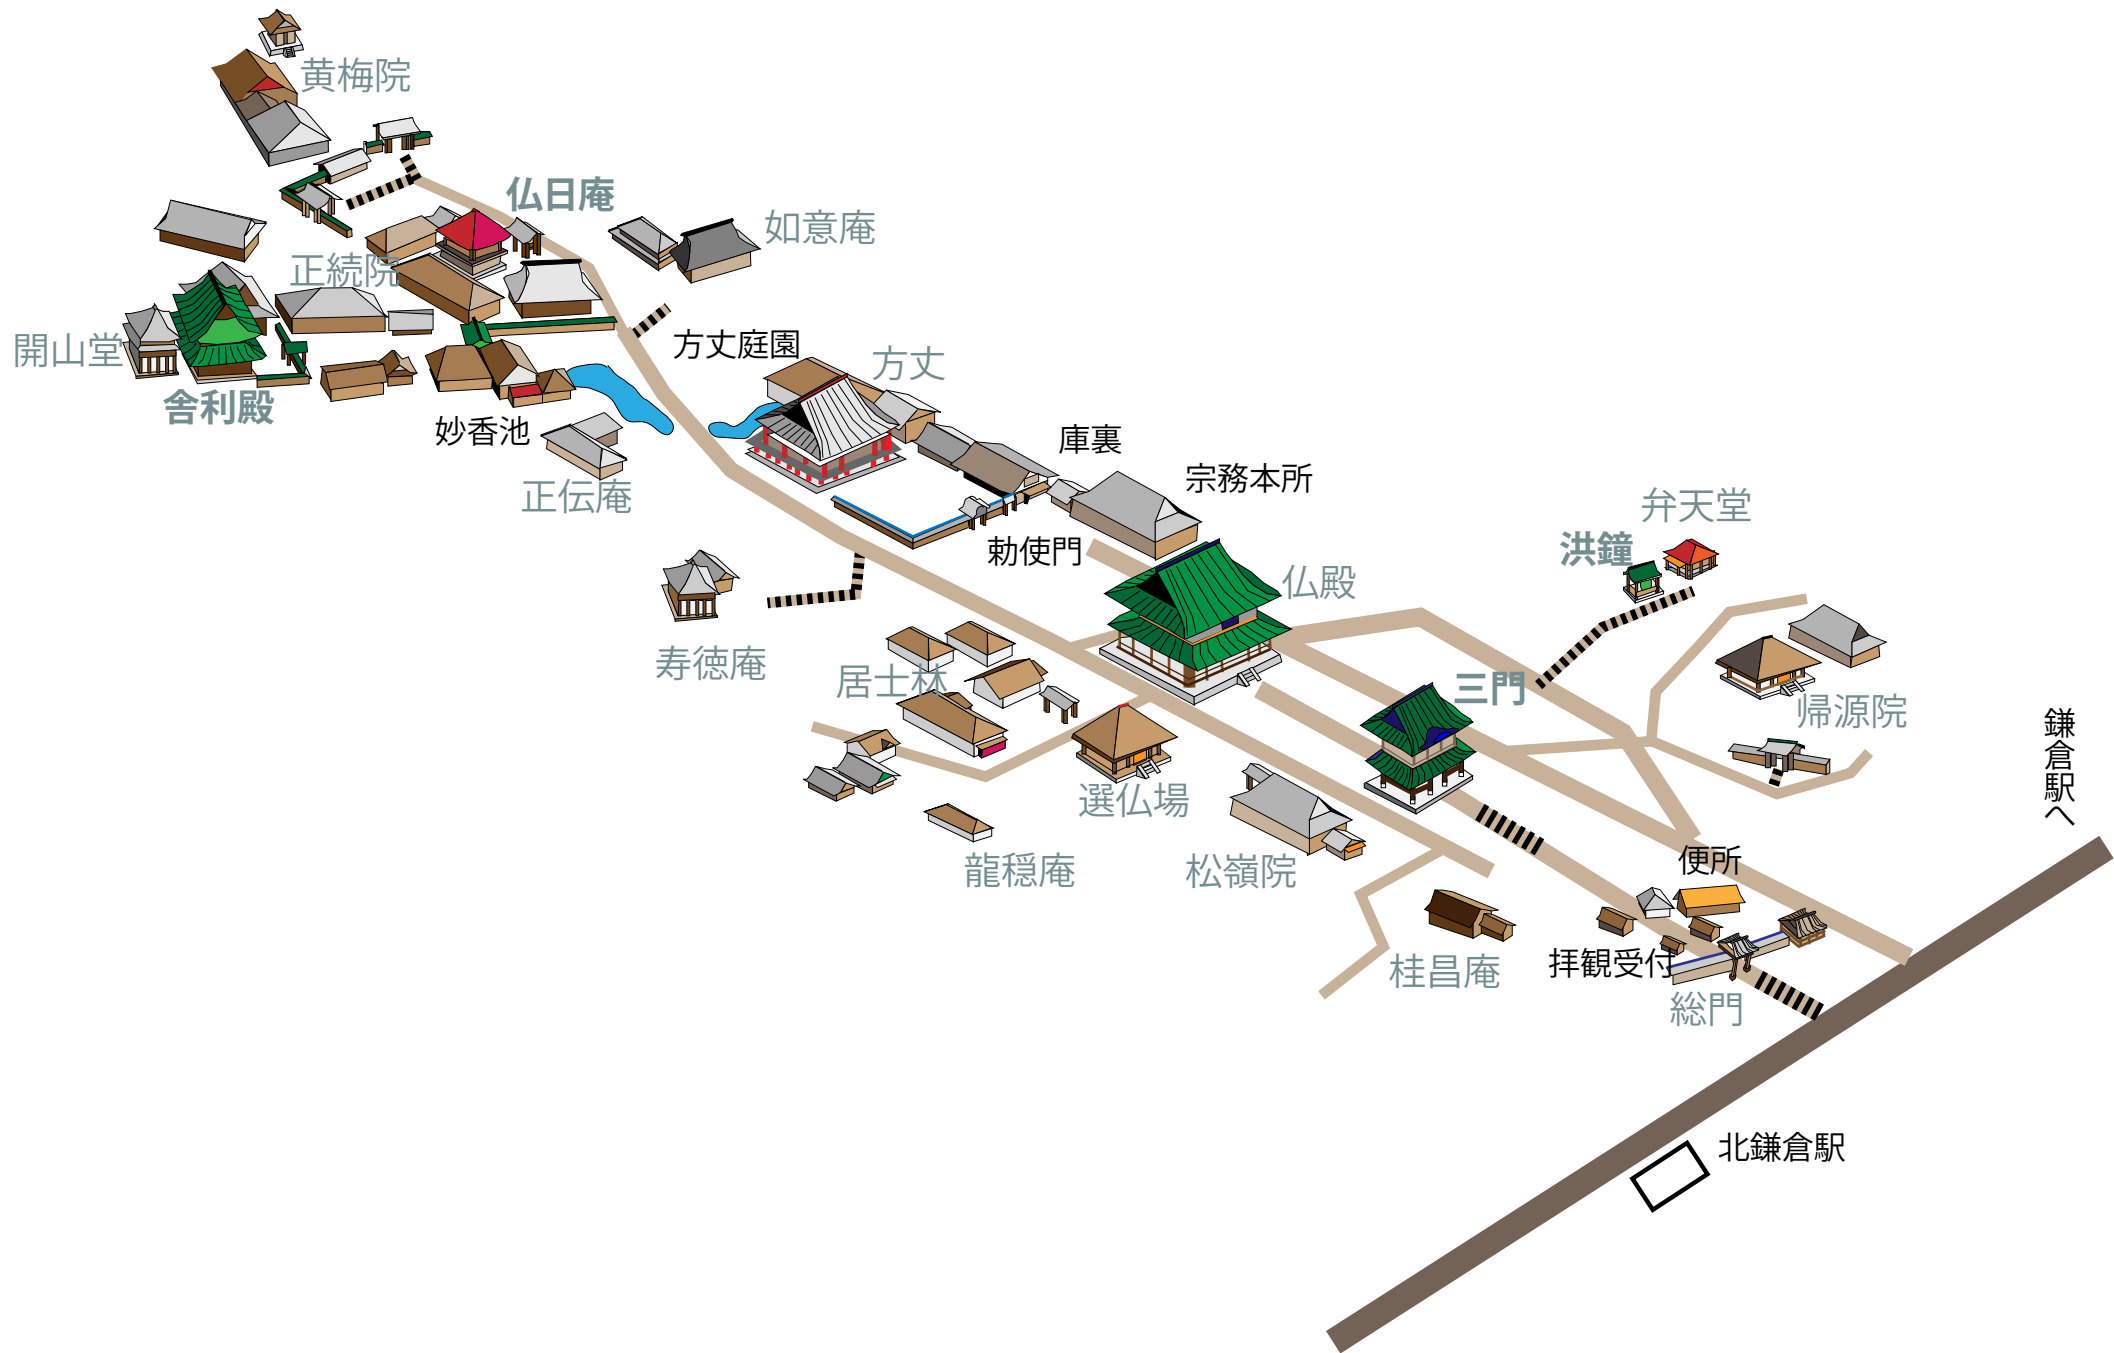 黄梅院
仏日庵
如意庵
正続院
開山堂
方丈庭園
方丈
舎利殿
妙香池
庫裏
宗務本所
正伝庵
弁天堂
洪鐘
勅使門
仏殿
寿徳庵
居士林
三門
帰源院
鎌倉駅へ
選仏場
龍穏庵
松嶺院
便所
桂昌庵
拝観受付
総門
北鎌倉駅